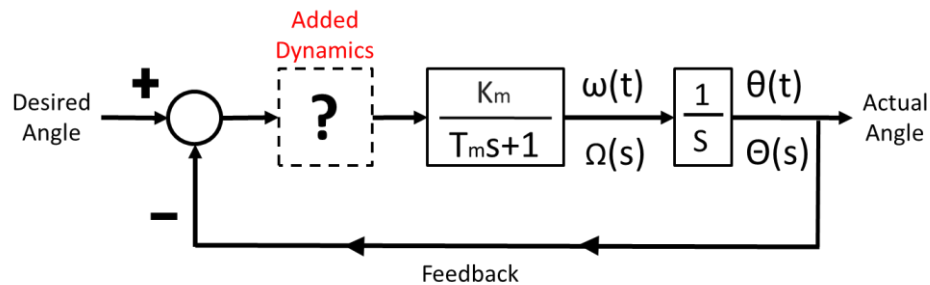 Added
Dynamics
+
Desired
Angle
?
Km
Tms+1
ω(t)
Ω(s)
1
S
θ(t)
Θ(s)
Actual
Angle
−
Feedback